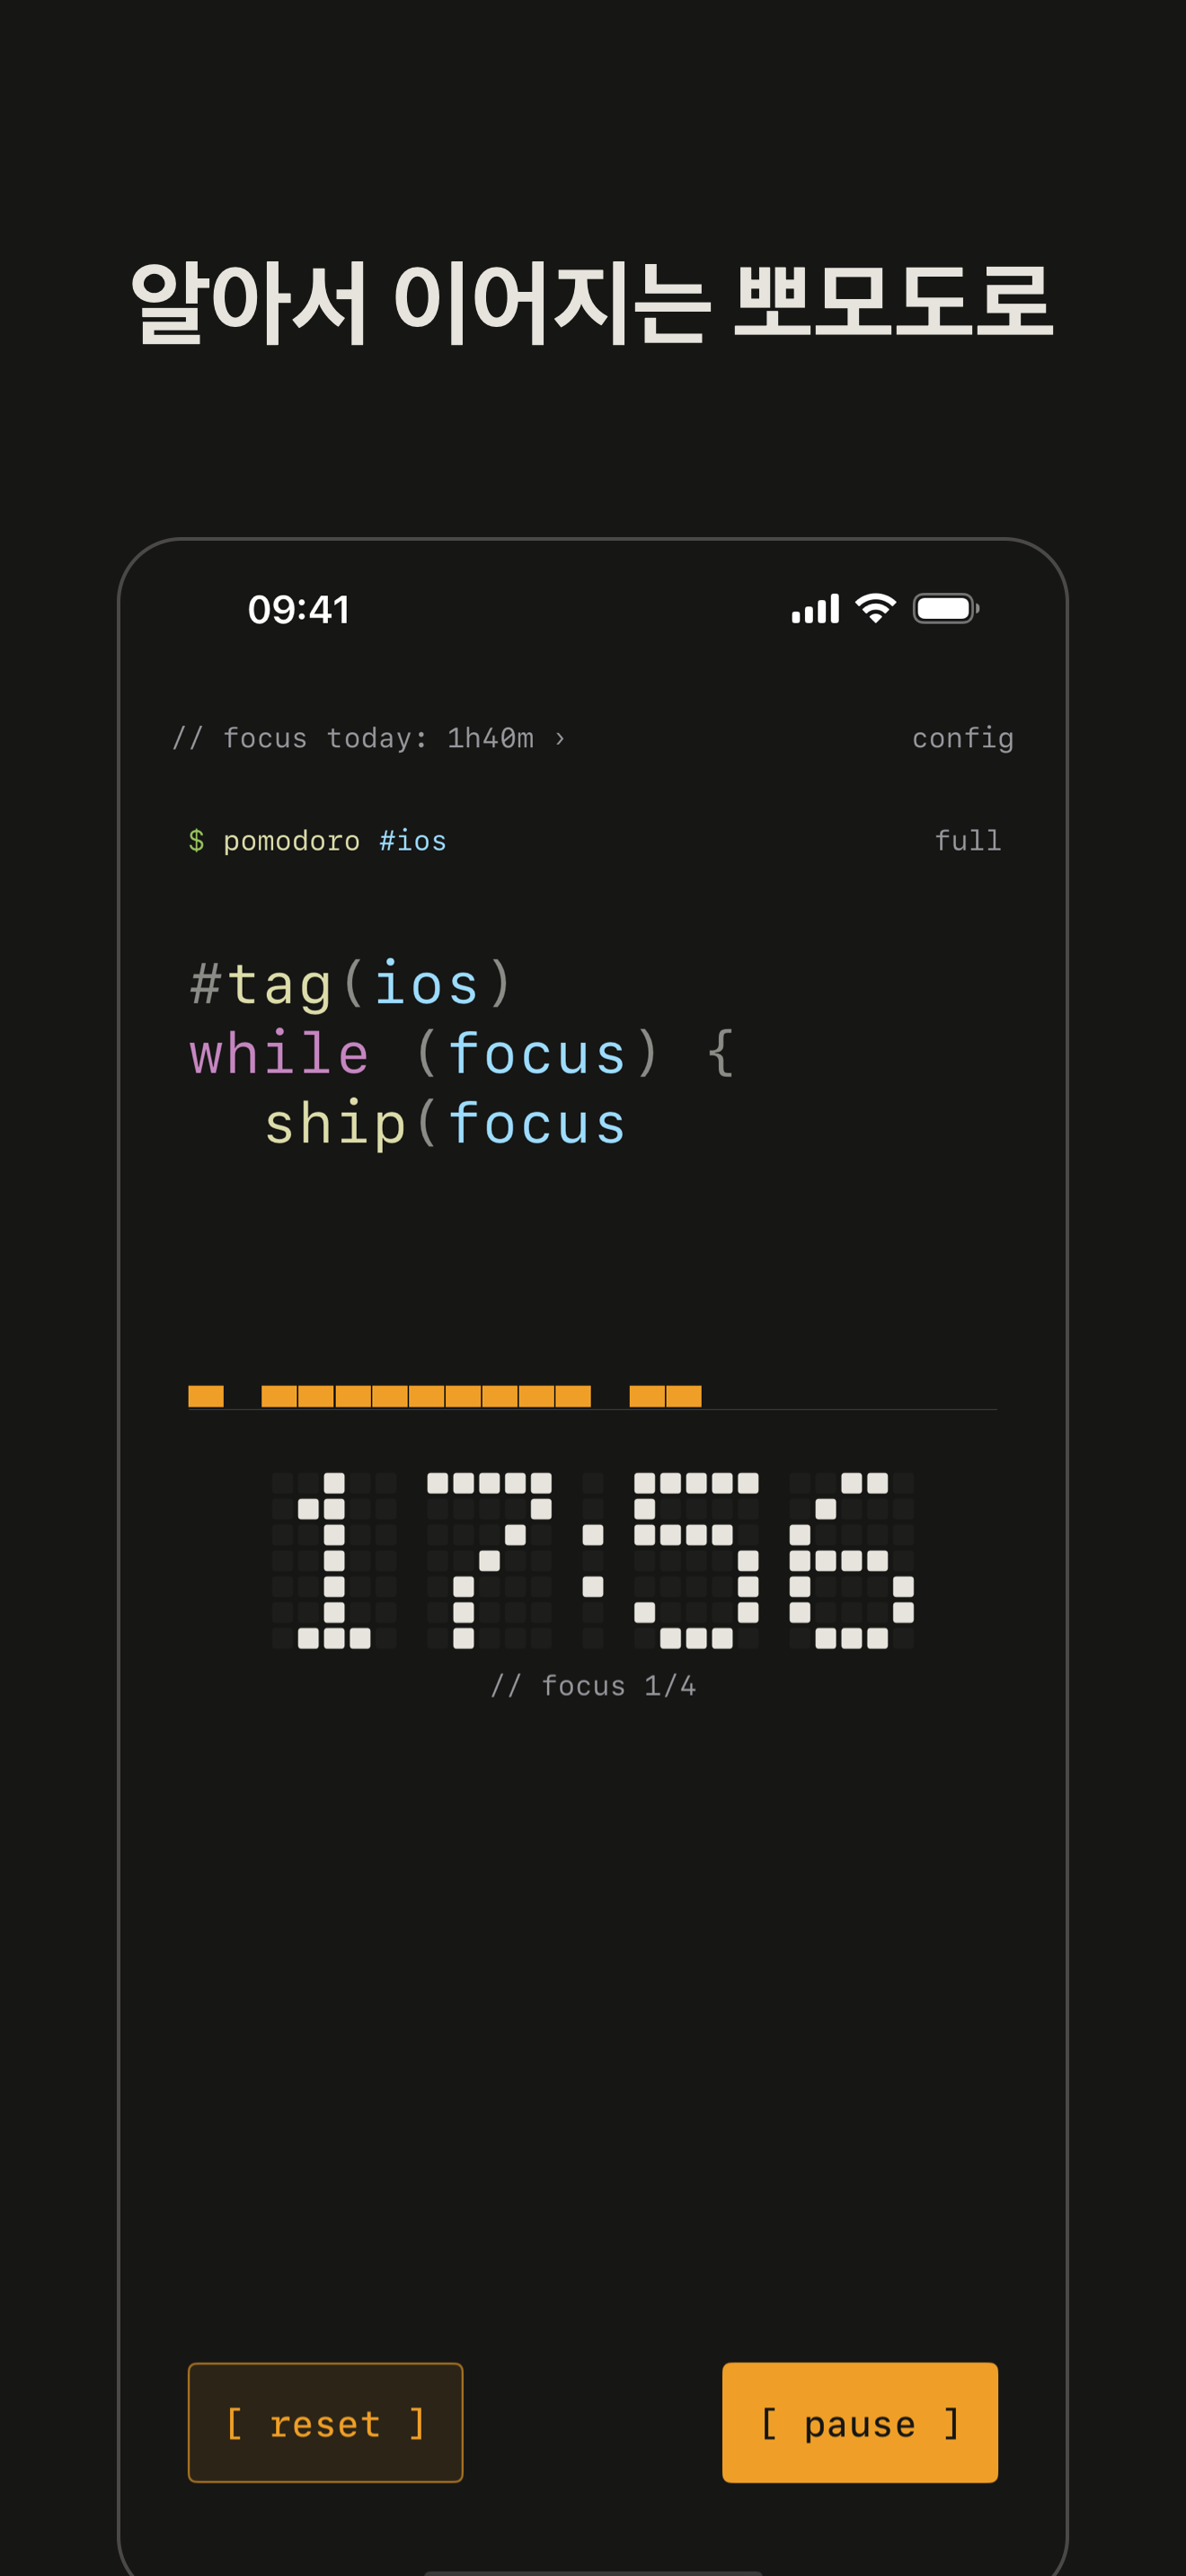 알아서 이어지는 뽀모도로
09:41
// focus today: 1h40m ›
config
$ pomodoro #ios
full
#tag(ios)
while (focus) {
  ship(focus
17:56
// focus 1/4
[ reset ]
[ pause ]